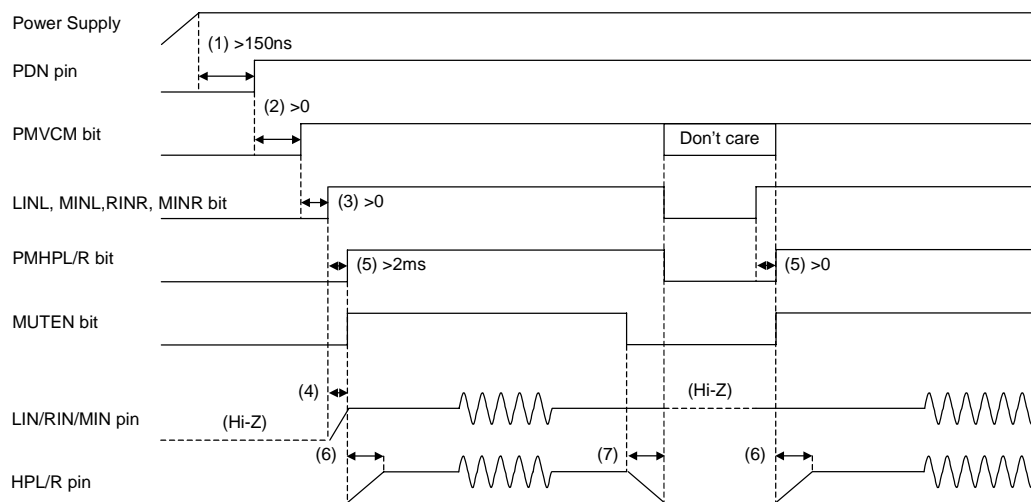 Power Supply
(1) >150ns
PDN pin
(2) >0
PMVCM bit
Don't care
LINL, MINL,RINR, MINR bit
(3) >0
PMHPL/R bit
(5) >2ms
(5) >0
MUTEN bit
(4)
(Hi-Z)
LIN/RIN/MIN pin
(Hi-Z)
(6)
(7)
(6)
HPL/R pin